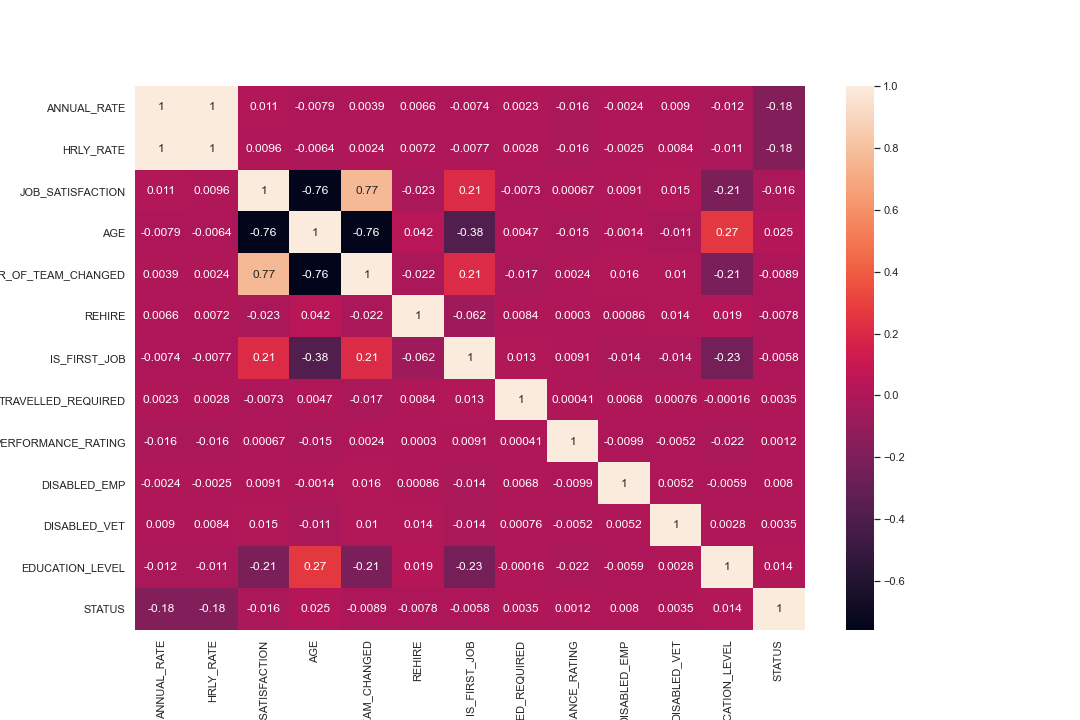 1.0
ANNUAL_RATE 1 1 0.011 -0.0079 0.0039 0.0066 -0.0074 0.0023 -0.016 -0.0024 0.009 -0.012 -0.18
HRLY_RATE 1 1 0.0096 -0.0064 0.0024 0.0072 -0.0077 0.0028 -0.016 -0.0025 0.0084 -0.011 -0.18
0.8
JOB_SATISFACTION 0.011 0.0096 1 -0.76 0.77 -0.023 0.21 -0.0073 0.00067 0.0091 0.015 -0.21 -0.016
0.6
AGE -0.0079 -0.0064 -0.76 1 -0.76 0.042 -0.38 0.0047 -0.015 -0.0014 -0.011 0.27 0.025
0.4
R_OF_TEAM_CHANGED 0.0039 0.0024 0.77 -0.76 1 -0.022 0.21 -0.017 0.0024 0.016 0.01 -0.21 -0.0089
REHIRE 0.0066 0.0072 -0.023 0.042 -0.022 1 -0.062 0.0084 0.0003 0.00086 0.014 0.019 -0.0078
0.2
IS_FIRST_JOB -0.0074 -0.0077 0.21 -0.38 0.21 -0.062 1 0.013 0.0091 -0.014 -0.014 -0.23 -0.0058
0.0
TRAVELLED_REQUIRED 0.0023 0.0028 -0.0073 0.0047 -0.017 0.0084 0.013 1 0.00041 0.0068 0.00076 -0.00016 0.0035
PERFORMANCE_RATING -0.016 -0.016 0.00067 -0.015 0.0024 0.0003 0.0091 0.00041 1 -0.0099 -0.0052 -0.022 0.0012
−0.2
DISABLED_EMP -0.0024 -0.0025 0.0091 -0.0014 0.016 0.00086 -0.014 0.0068 -0.0099 1 0.0052 -0.0059 0.008
−0.4
DISABLED_VET 0.009 0.0084 0.015 -0.011 0.01 0.014 -0.014 0.00076 -0.0052 0.0052 1 0.0028 0.0035
EDUCATION_LEVEL -0.012 -0.011 -0.21 0.27 -0.21 0.019 -0.23 -0.00016 -0.022 -0.0059 0.0028 1 0.014
−0.6
STATUS -0.18 -0.18 -0.016 0.025 -0.0089 -0.0078 -0.0058 0.0035 0.0012 0.008 0.0035 0.014 1
ANNUAL_RATE
HRLY_RATE
SATISFACTION
AGE
AM_CHANGED
REHIRE
IS_FIRST_JOB
ED_REQUIRED
ANCE_RATING
DISABLED_EMP
DISABLED_VET
CATION_LEVEL
STATUS